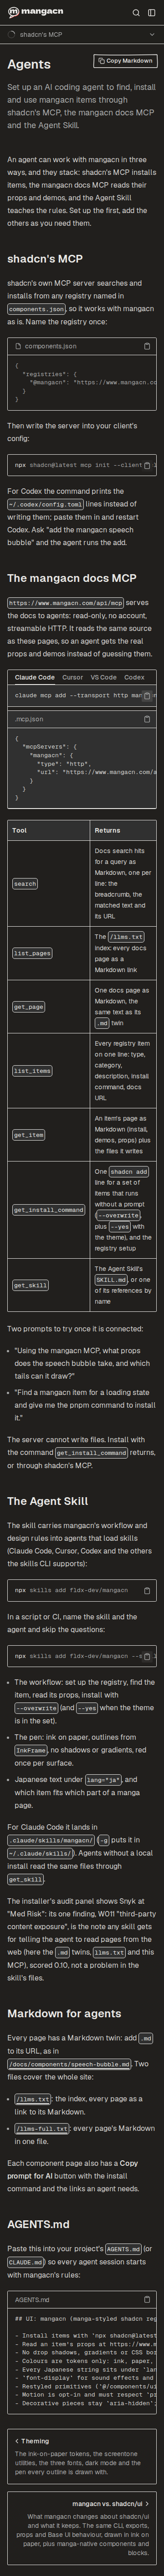 mangacn
shadcn's MCP
Agents
Copy Markdown
Set up an AI coding agent to find, install
and use mangacn items through
shadcn's MCP, the mangacn docs MCP
and the Agent Skill.
An agent can work with mangacn in three
ways, and they stack: shadcn's MCP installs
items, the mangacn docs MCP reads their
props and demos, and the Agent Skill
teaches the rules. Set up the first, add the
others as you need them.
shadcn's MCP
shadcn's own MCP server searches and
installs from any registry named in
components.json, so it works with mangacn
as is. Name the registry once:
components.json
{
"registries": {
"@mangacn": "https://www.mangacn.co
}
}
Then write the server into your client's
config:
npx shadcn@latest mcp init --client
For Codex the command prints the
~/.codex/config.toml lines instead of
writing them; paste them in and restart
Codex. Ask "add the mangacn speech
bubble" and the agent runs the add.
The mangacn docs MCP
https://www.mangacn.com/api/mcp serves
the docs to agents: read-only, no account,
streamable HTTP. It reads the same source
as these pages, so an agent gets the real
props and demos instead of guessing them.
Claude Code Cursor VS Code Codex
claude mcp add --transport http
.mcp.json
{
"mcpServers": {
"mangacn": {
"type": "http",
"url": "https://www.mangacn.com/a
}
}
}
Tool Returns
search
Docs search hits
for a query as
Markdown, one per
line: the
breadcrumb, the
matched text and
its URL
list_pages
The /llms.txt
index: every docs
page as a
Markdown link
get_page
One docs page as
Markdown, the
same text as its
.md twin
list_items
Every registry item
on one line: type,
category,
description, install
command, docs
URL
get_item
An item's page as
Markdown (install,
demos, props) plus
the files it writes
get_install_command
One shadcn add
line for a set of
items that runs
without a prompt
(--overwrite,
plus --yes with
the theme), and the
registry setup
get_skill
The Agent Skill's
SKILL.md, or one
of its references by
name
Two prompts to try once it is connected:
• "Using the mangacn MCP, what props
does the speech bubble take, and which
tails can it draw?"
• "Find a mangacn item for a loading state
and give me the pnpm command to install
it."
The server cannot write files. Install with
the command get_install_command returns,
or through shadcn's MCP.
The Agent Skill
The skill carries mangacn's workflow and
design rules into agents that load skills
(Claude Code, Cursor, Codex and the others
the skills CLI supports):
npx skills add fldx-dev/mangacn
In a script or CI, name the skill and the
agent and skip the questions:
npx skills add fldx-dev/mangacn
• The workflow: set up the registry, find the
item, read its props, install with
--overwrite (and --yes when the theme
is in the set).
• The pen: ink on paper, outlines from
InkFrame, no shadows or gradients, red
once per surface.
• Japanese text under lang="ja", and
which item fits which part of a manga
page.
For Claude Code it lands in
.claude/skills/mangacn/ (-g puts it in
~/.claude/skills/). Agents without a local
install read the same files through
get_skill.
The installer's audit panel shows Snyk at
"Med Risk": its one finding, W011 "third-party
content exposure", is the note any skill gets
for telling the agent to read pages from the
web (here the .md twins, llms.txt and this
MCP), scored 0.10, not a problem in the
skill's files.
Markdown for agents
Every page has a Markdown twin: add .md
to its URL, as in
/docs/components/speech-bubble.md. Two
files cover the whole site:
• /llms.txt: the index, every page as a
link to its Markdown.
• /llms-full.txt: every page's Markdown
in one file.
Each component page also has a Copy
prompt for AI button with the install
command and the links an agent needs.
AGENTS.md
Paste this into your project's AGENTS.md (or
CLAUDE.md) so every agent session starts
with mangacn's rules:
AGENTS.md
## UI: mangacn (manga-styled shadcn reg
- Install items with 'npx shadcn@latest
- Read an item's props at https://www.m
- No drop shadows, gradients or CSS bor
- Colours are tokens only: ink, paper,
- Every Japanese string sits under 'lan
- 'font-display' for sound effects and
- Restyled primitives ('@/components/ui
- Motion is opt-in and must respect 'pr
- Decorative pieces stay 'aria-hidden'
Theming
The ink-on-paper tokens, the screentone
utilities, the three fonts, dark mode and the
pen every outline is drawn with.
mangacn vs. shadcn/ui
What mangacn changes about shadcn/ui
and what it keeps. The same CLI, exports,
props and Base UI behaviour, drawn in ink on
paper, plus manga-native components and
blocks.